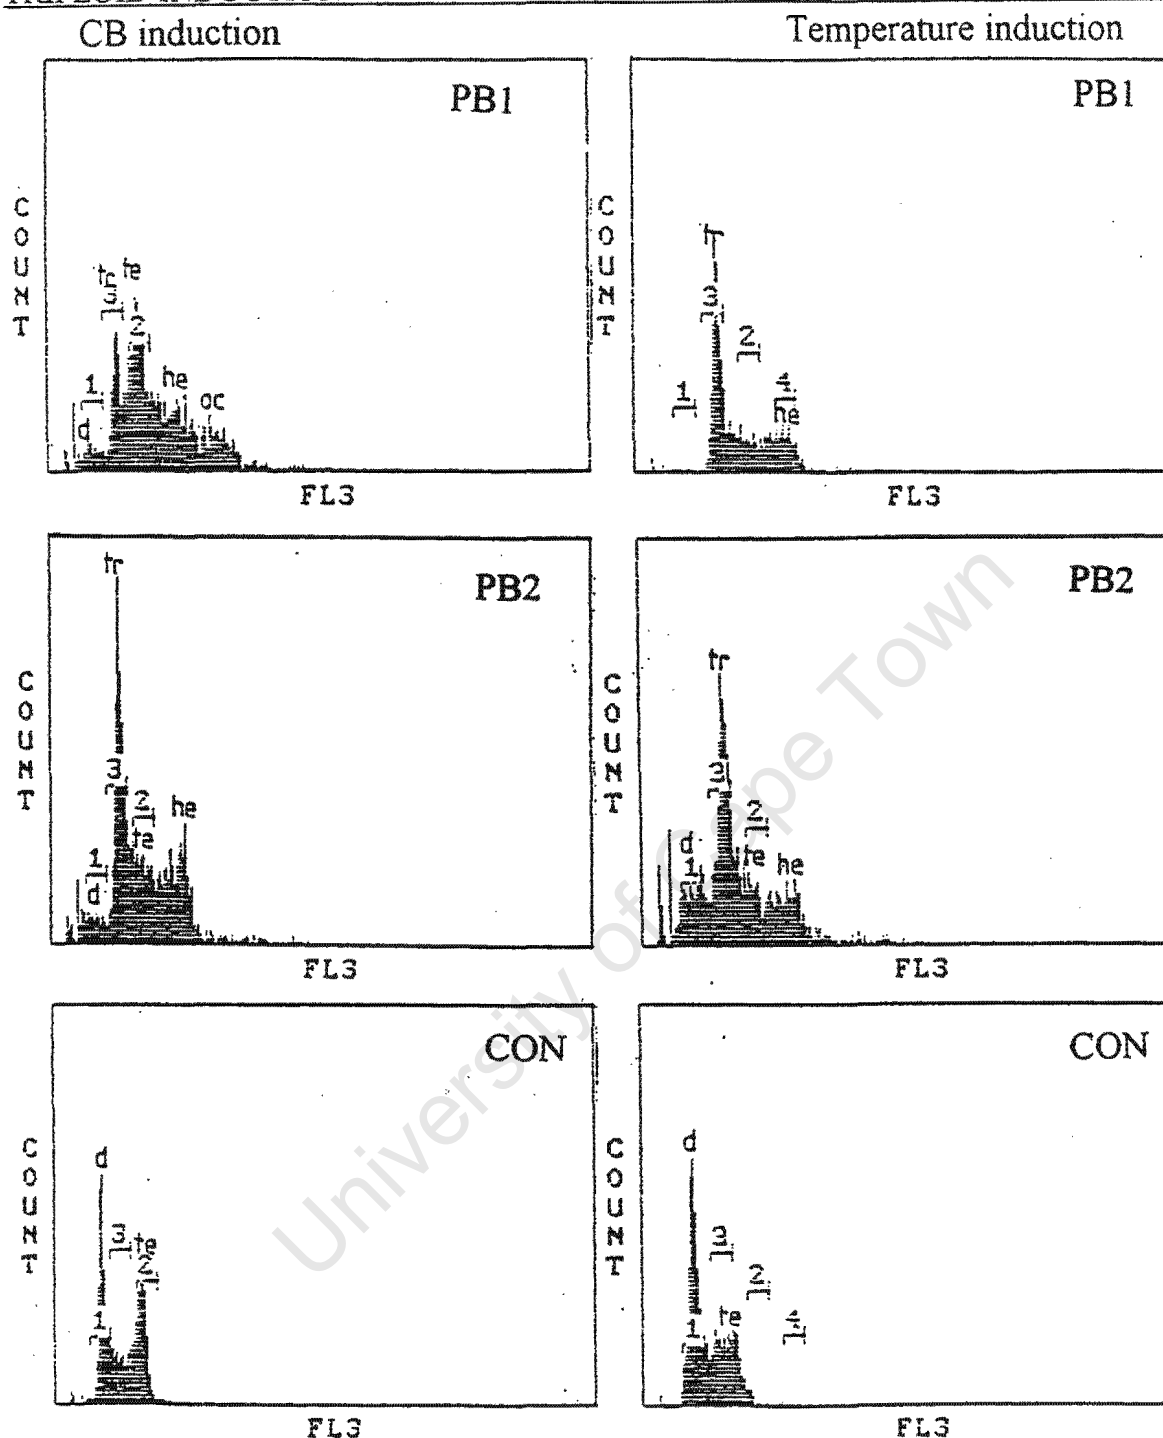 CB induction
Temperature induction
PB1
COUNT
tr
te
3
2
1
d
he
oc
FL3
PB1
COUNT
tr
3
2
1
4
he
FL3
PB2
COUNT
tr
3
2
he
te
1
d
FL3
PB2
COUNT
tr
3
2
d
te
he
1
FL3
CON
COUNT
d
3
te
2
1
FL3
CON
COUNT
d
3
2
te
1
4
FL3
University of Cape Town